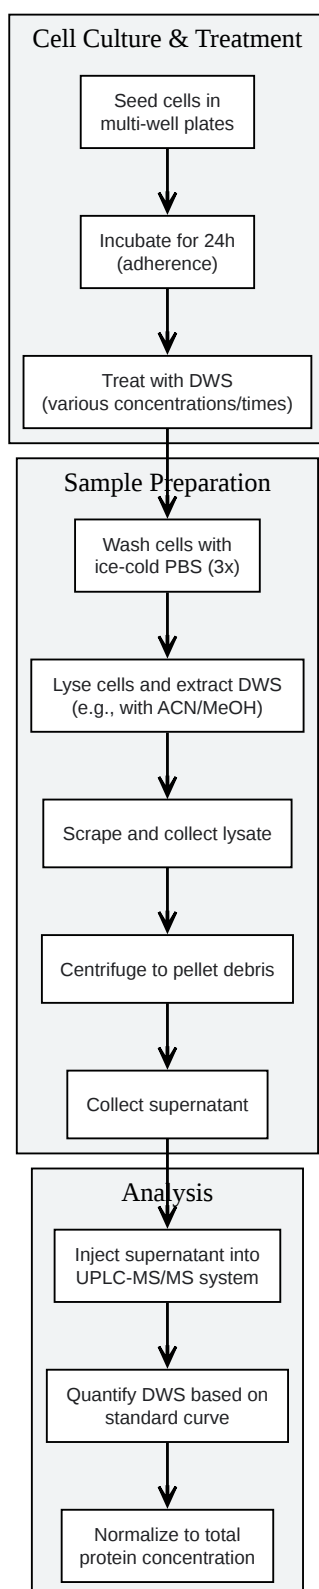 Cell Culture & Treatment
Seed cells in
multi-well plates
Incubate for 24h
(adherence)
Treat with DWS
(various concentrations/times)
Sample Preparation
Wash cells with
ice-cold PBS (3x)
Lyse cells and extract DWS
(e.g., with ACN/MeOH)
Scrape and collect lysate
Centrifuge to pellet debris
Collect supernatant
Analysis
Inject supernatant into
UPLC-MS/MS system
Quantify DWS based on
standard curve
Normalize to total
protein concentration